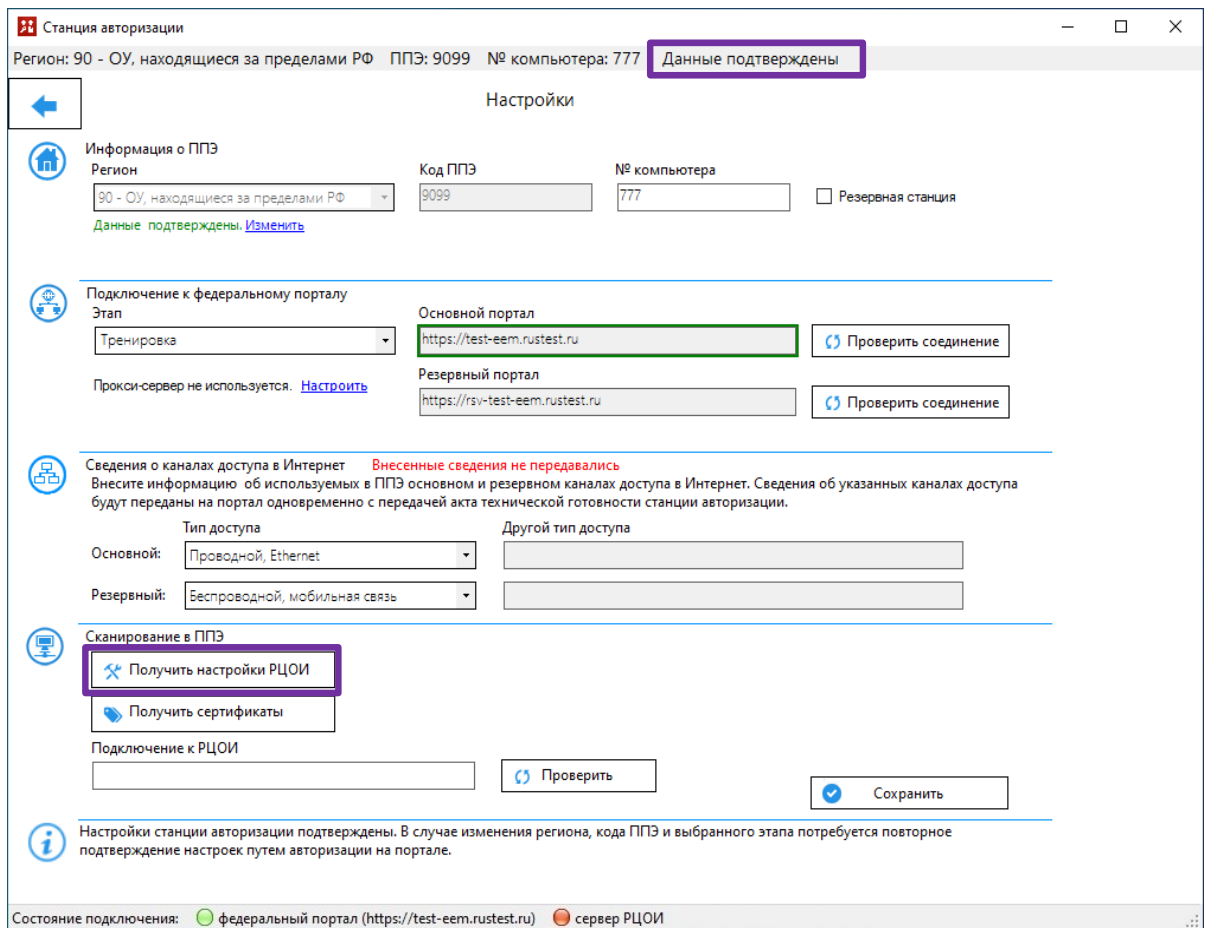 Станция авторизации
Регион: 90 - ОУ, находящиеся за пределами РФ ППЭ: 9099 № компьютера: 777 Данные подтверждены
Настройки
Информация о ППЭ
Регион Код ППЭ № компьютера
90 - ОУ, находящиеся за пределами РФ 9099 777 Резервная станция
Данные подтверждены. Изменить
Подключение к федеральному порталу
Этап Основной портал
Тренировка https://test-eem.rustest.ru Проверить соединение
Прокси-сервер не используется. Настроить Резервный портал
https://rsv-test-eem.rustest.ru Проверить соединение
Сведения о каналах доступа в Интернет Внесенные сведения не передавались
Внесите информацию об используемых в ППЭ основном и резервном каналах доступа в Интернет. Сведения об указанных каналах доступа
будут переданы на портал одновременно с передачей акта технической готовности станции авторизации.
Тип доступа Другой тип доступа
Основной: Проводной, Ethernet
Резервный: Беспроводной, мобильная связь
Сканирование в ППЭ
Получить настройки РЦОИ
Получить сертификаты
Подключение к РЦОИ
Проверить
Сохранить
Настройки станции авторизации подтверждены. В случае изменения региона, кода ППЭ и выбранного этапа потребуется повторное
подтверждение настроек путем авторизации на портале.
Состояние подключения: федеральный портал (https://test-eem.rustest.ru) сервер РЦОИ